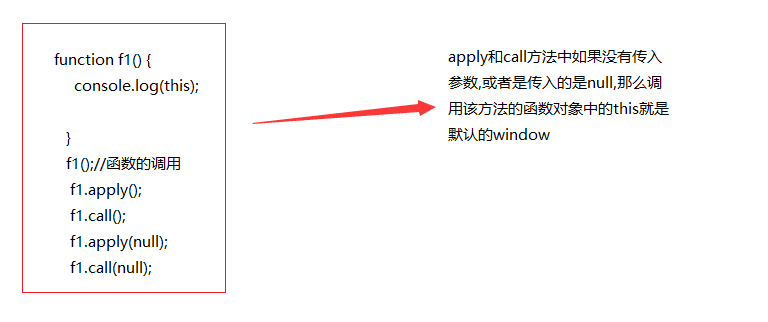 function f1() {
console.log(this);
}
f1();//函数的调用
f1.apply();
f1.call();
f1.apply(null);
f1.call(null);
apply和call方法中如果没有传入
参数,或者是传入的是null,那么调
用该方法的函数对象中的this就是
默认的window